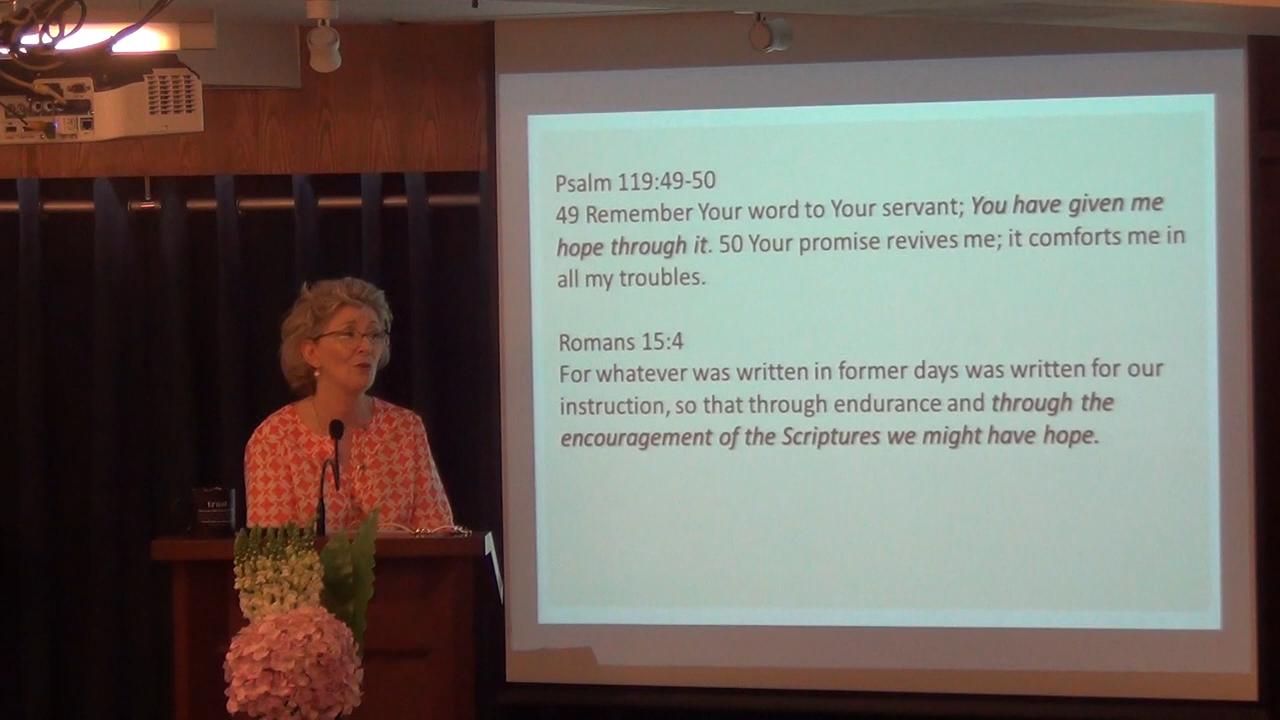 Psalm 119:49-50
49 Remember Your word to Your servant; You have given me
hope through it. 50 Your promise revives me; it comforts me in
all my troubles.
Romans 15:4
For whatever was written in former days was written for our
instruction, so that through endurance and through the
encouragement of the Scriptures we might have hope.
trust